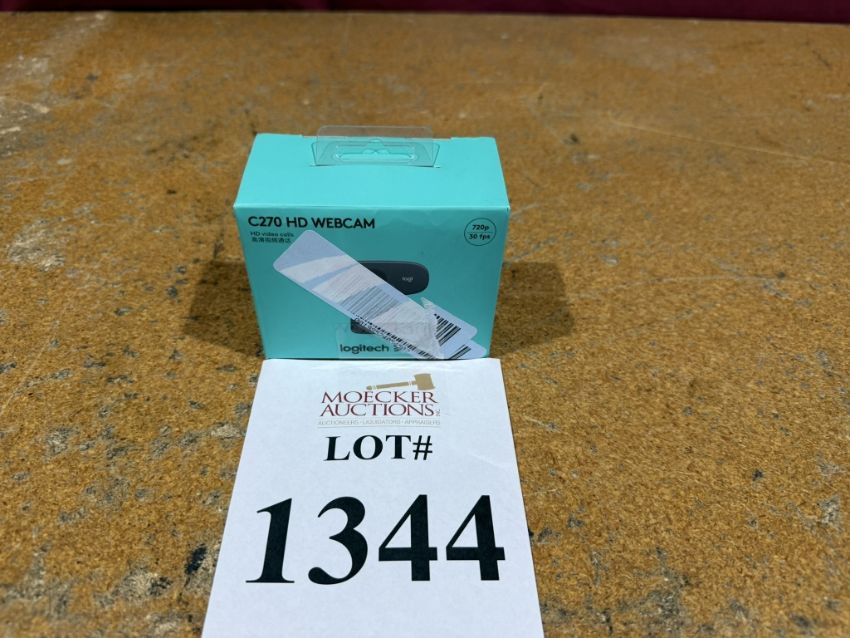 C270 HD WEBCAM
720p
30 fps
HD video calls
高清视频通话
logi
logitech
MOECKER
AUCTIONS INC.
AUCTIONEERS • LIQUIDATORS • APPRAISERS
LOT#
1344